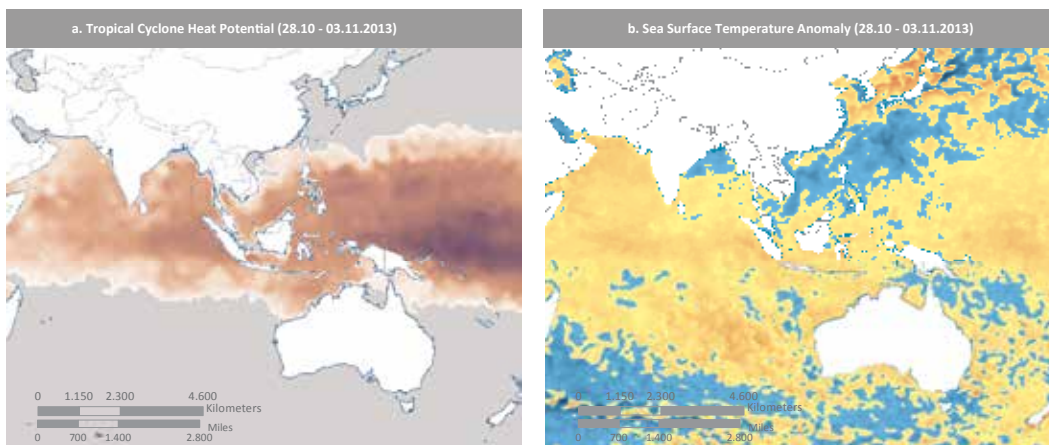 a. Tropical Cyclone Heat Potential (28.10 - 03.11.2013)
0 1.150 2.300 4.600
Kilometers
Miles
0 700 1.400 2.800
b. Sea Surface Temperature Anomaly (28.10 - 03.11.2013)
0 1.150 2.300 4.600
Kilometers
Miles
0 700 1.400 2.800